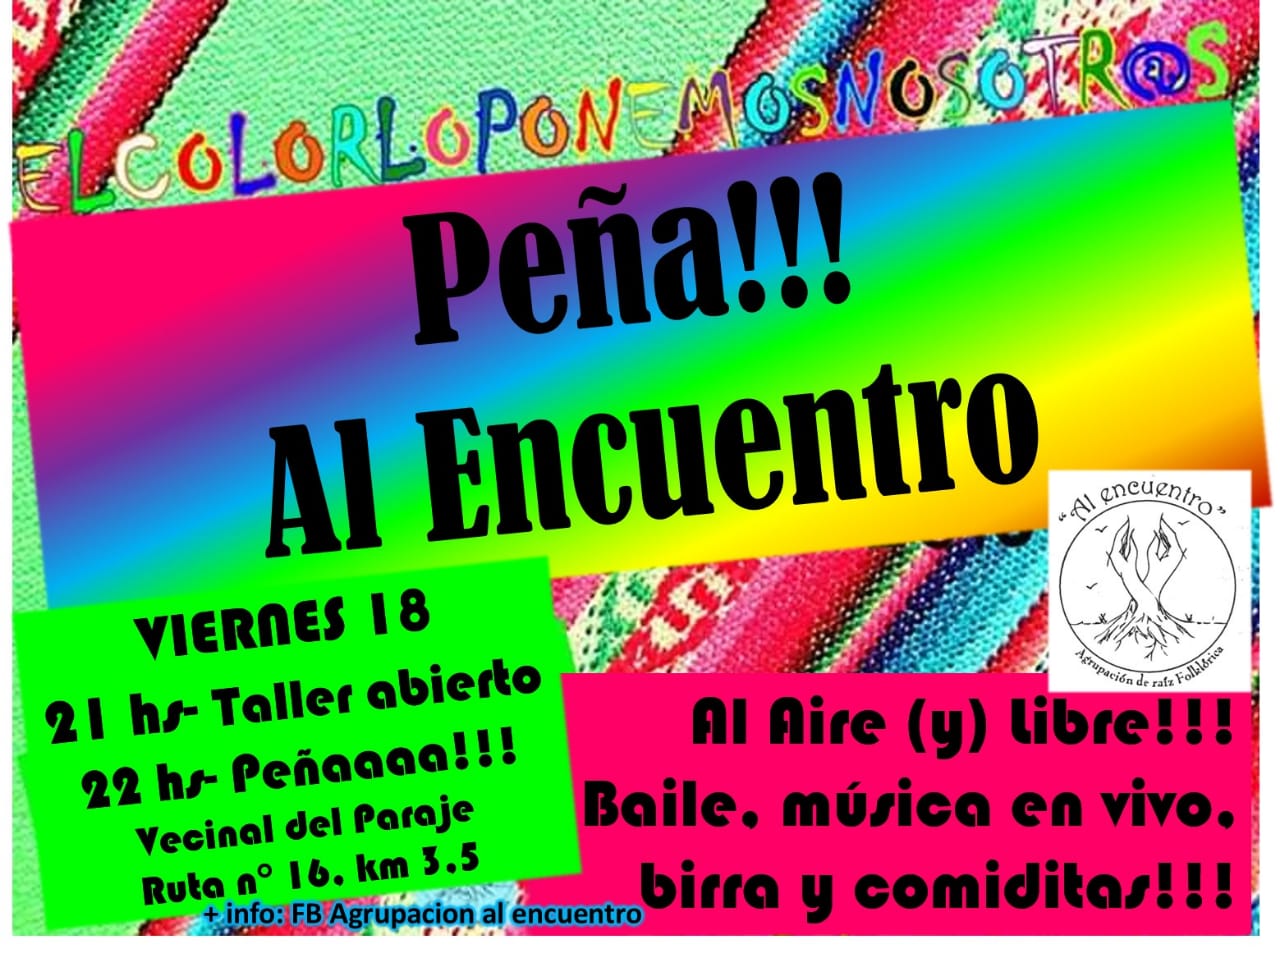 ELCOLORLOPONEMOSNOSOTR@S
Peña!!!
Al Encuentro
"Al encuentro"
Agrupación de raíz Folklórica
VIERNES 18
21 hs- Taller abierto
22 hs- Peñaaaa!!!
Vecinal del Paraje
Ruta n° 16, km 3,5
+ info: FB Agrupacion al encuentro
Al Aire (y) Libre!!!
Baile, música en vivo,
birra y comiditas!!!